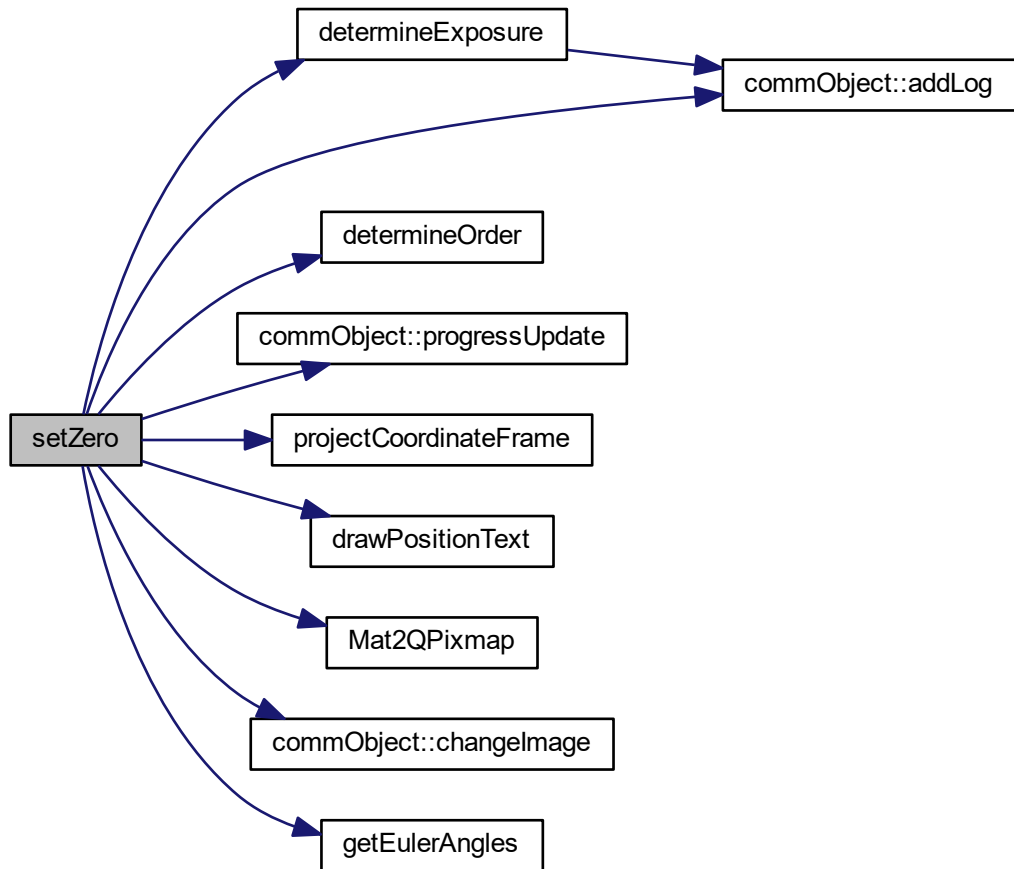 determineExposure
commObject::addLog
determineOrder
commObject::progressUpdate
setZero
projectCoordinateFrame
drawPositionText
Mat2QPixmap
commObject::changeImage
getEulerAngles